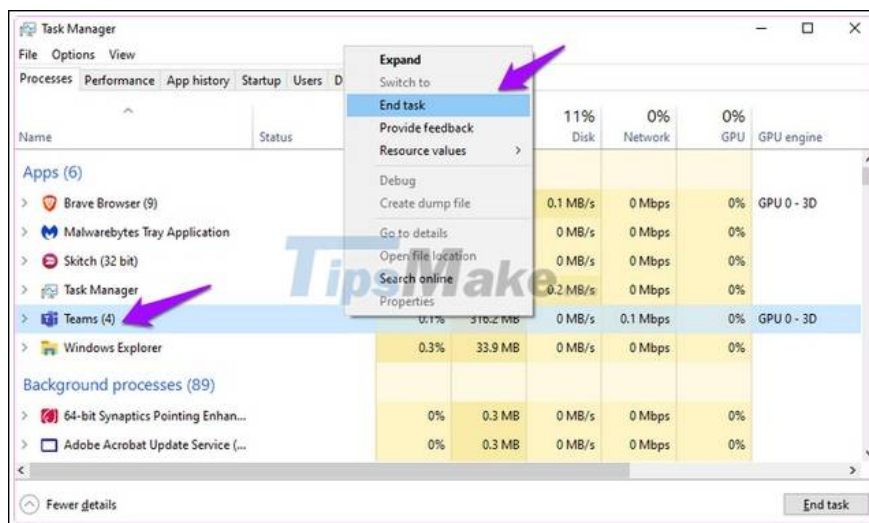 Task Manager
File Options View
Processes Performance App history Startup Users D
Expand
Switch to
End task
Provide feedback
Resource values
Debug
Create dump file
Go to details
Open file location
Search online
Properties
11% 0% 0%
Name Status Disk Network GPU GPU engine
Apps (6)
Brave Browser (9) 0.1 MB/s 0 Mbps 0% GPU 0 - 3D
Malwarebytes Tray Application 0 MB/s 0 Mbps 0%
Skitch (32 bit) 0 MB/s 0 Mbps 0%
TipsMake
Task Manager 0.2 MB/s 0 Mbps 0%
Teams (4) 0.1% 316.2 MB 0 MB/s 0.1 Mbps 0% GPU 0 - 3D
Windows Explorer 0.3% 33.9 MB 0 MB/s 0 Mbps 0%
Background processes (89)
64-bit Synaptics Pointing Enhan... 0% 0.3 MB 0 MB/s 0 Mbps 0%
Adobe Acrobat Update Service (... 0% 0.3 MB 0 MB/s 0 Mbps 0%
Fewer details End task